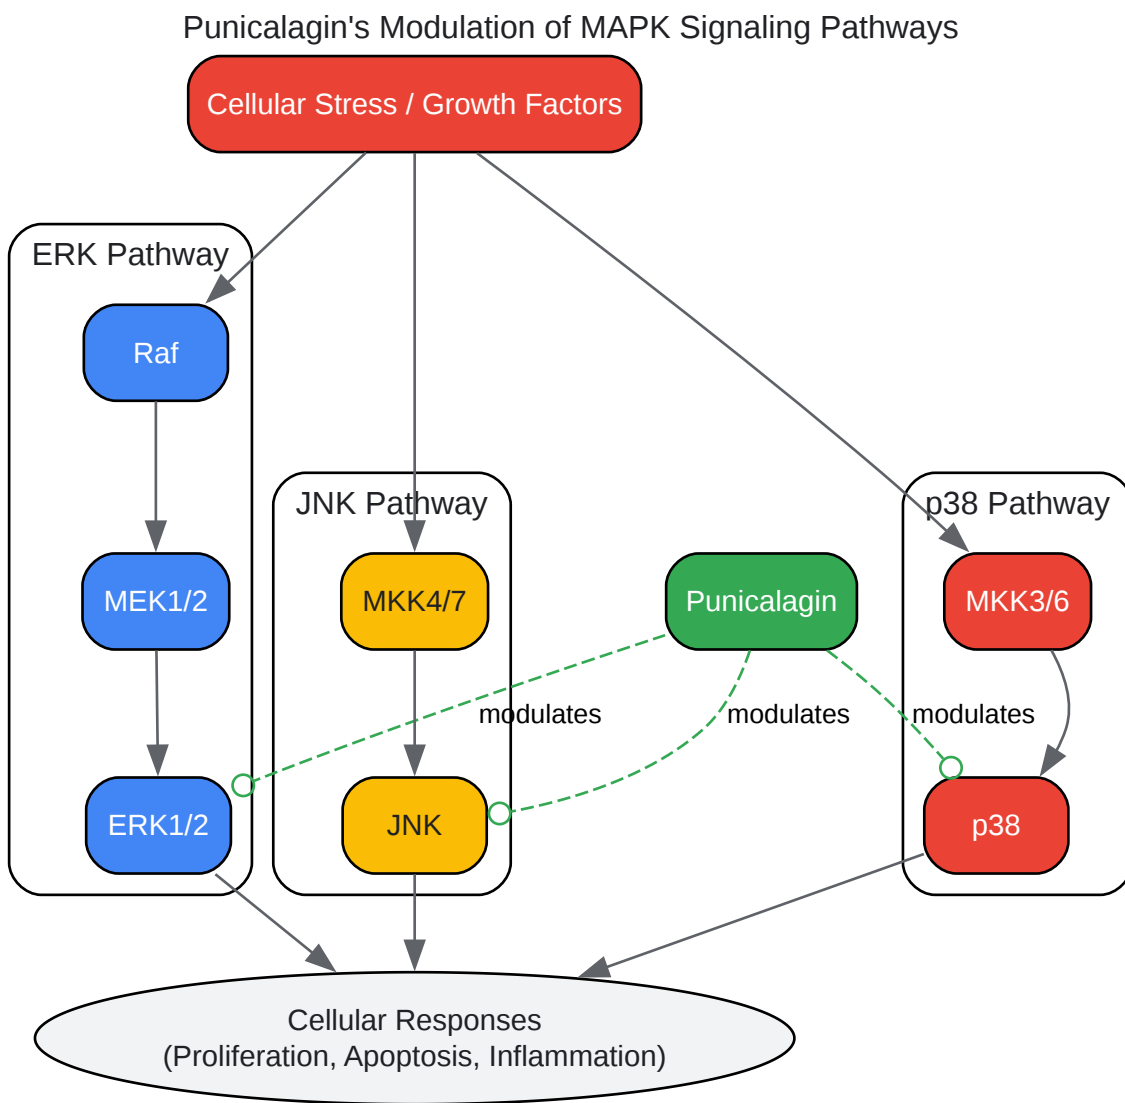 Punicalagin's Modulation of MAPK Signaling Pathways
Cellular Stress / Growth Factors
ERK Pathway
Raf
JNK Pathway
p38 Pathway
MEK1/2
MKK4/7
Punicalagin
MKK3/6
modulates
modulates
modulates
ERK1/2
JNK
p38
Cellular Responses
(Proliferation, Apoptosis, Inflammation)